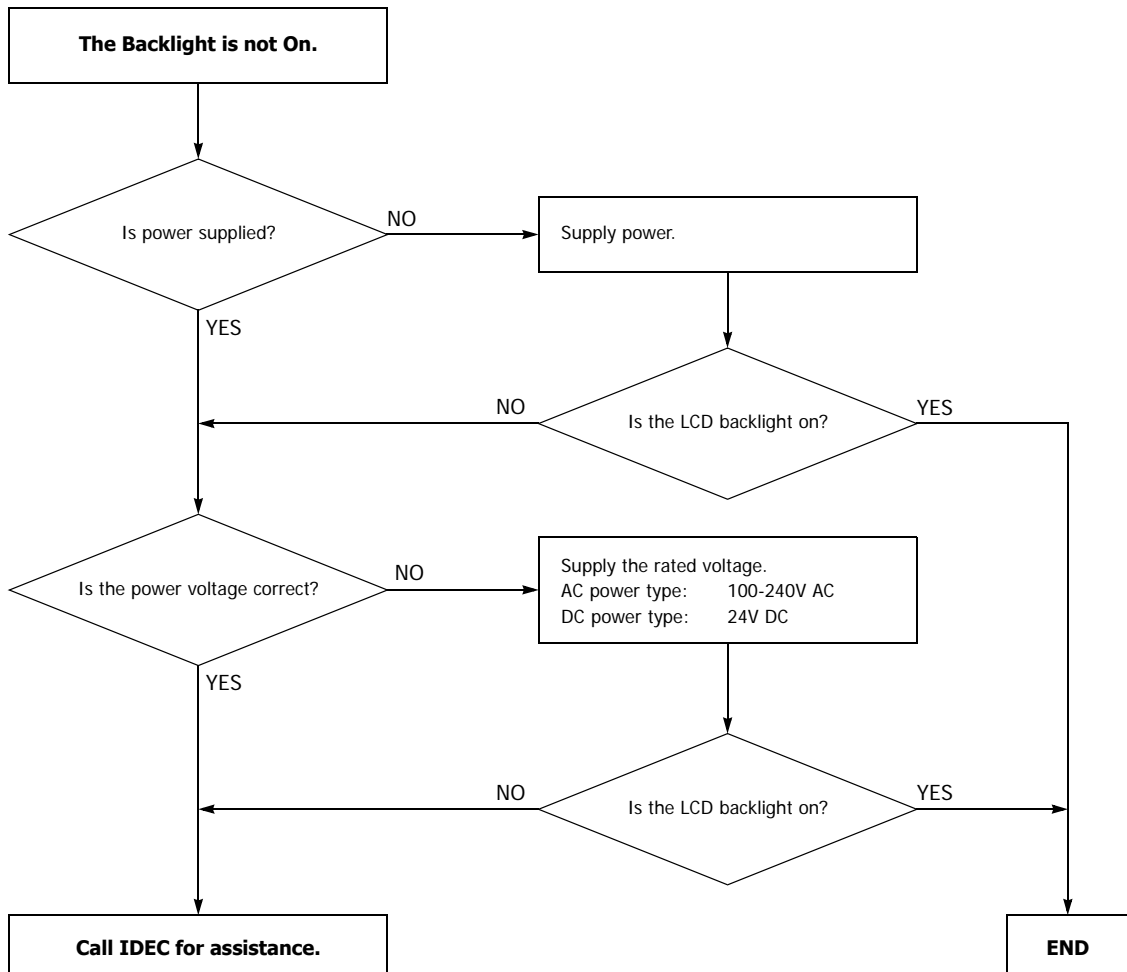 The Backlight is not On.
Is power supplied?
NO
Supply power.
YES
Is the LCD backlight on?
NO
YES
Is the power voltage correct?
NO
Supply the rated voltage.
AC power type: 100-240V AC
DC power type: 24V DC
YES
Is the LCD backlight on?
NO
YES
Call IDEC for assistance.
END